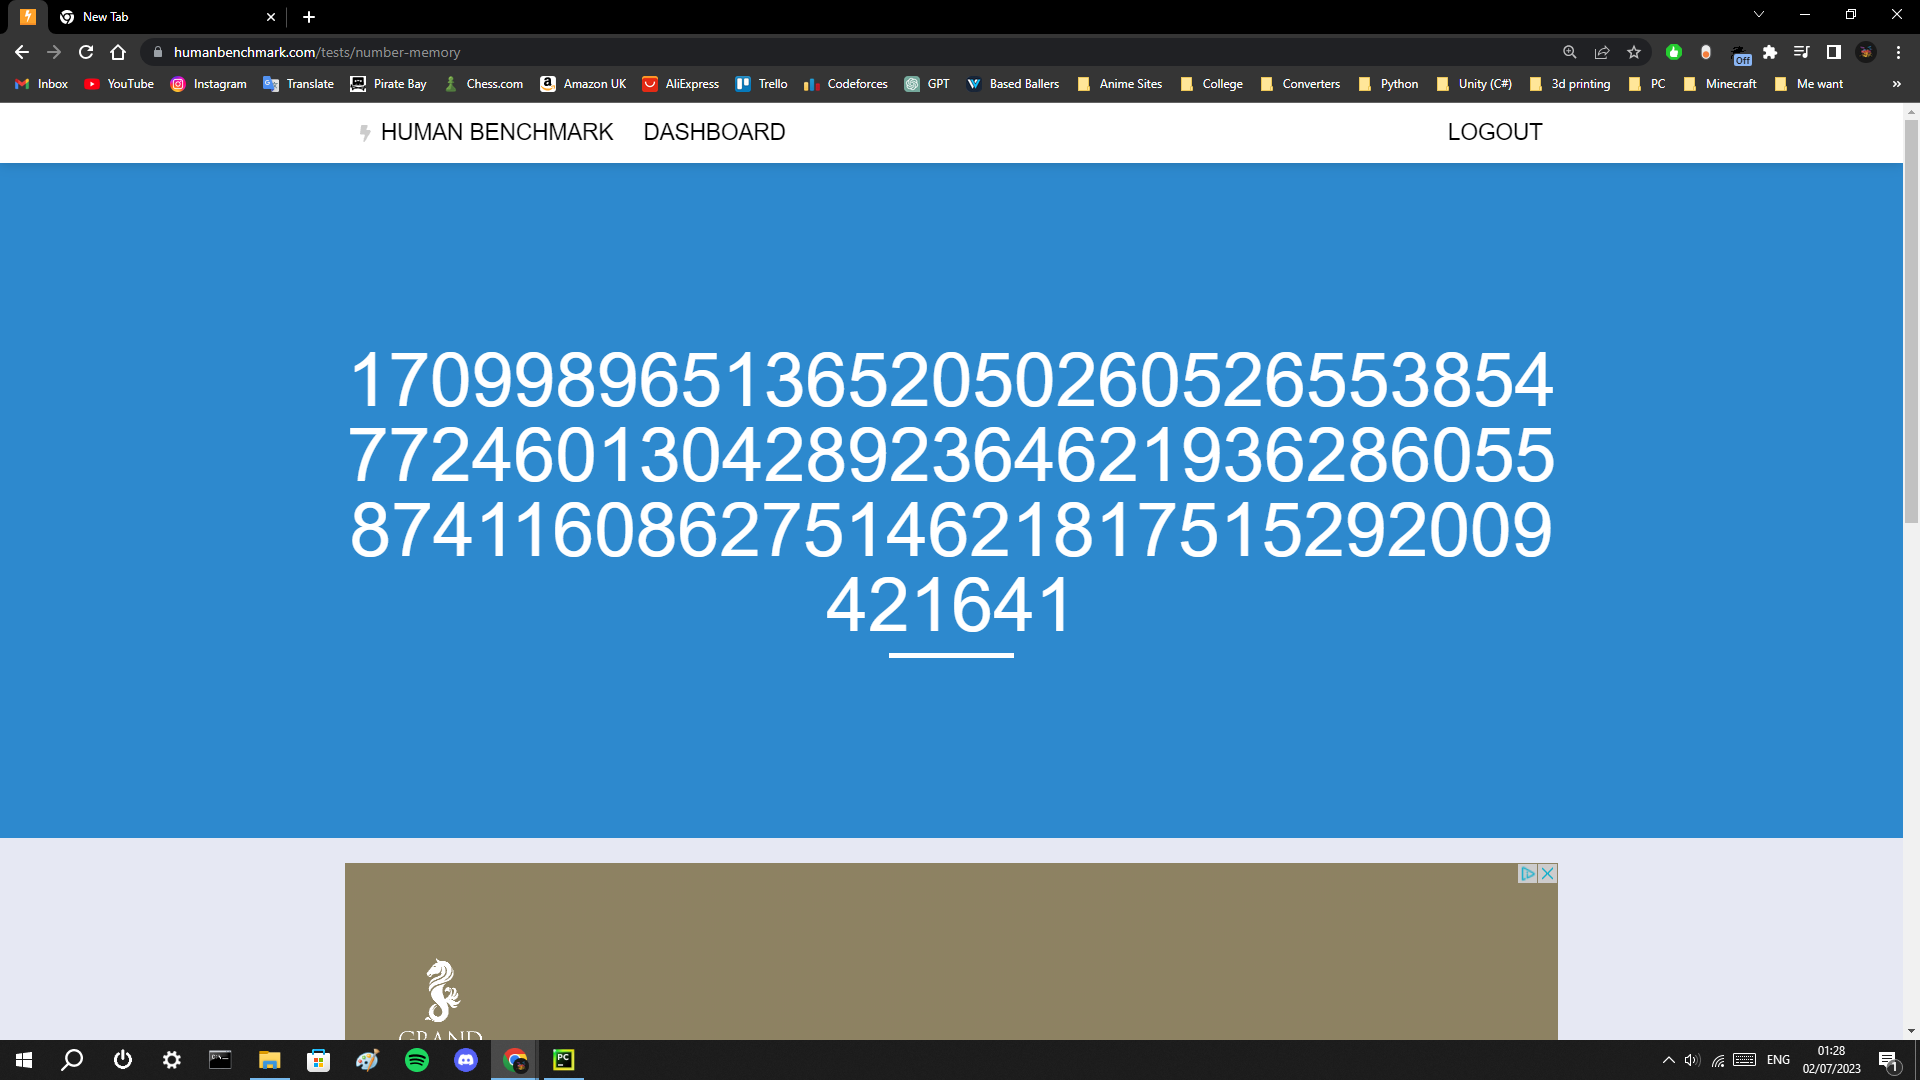 New Tab
humanbenchmark.com/tests/number-memory
Off
Inbox YouTube Instagram Translate Pirate Bay Chess.com Amazon UK AliExpress Trello Codeforces GPT Based Ballers Anime Sites College Converters Python Unity (C#) 3d printing PC Minecraft Me want »
HUMAN BENCHMARK DASHBOARD LOGOUT
17099896513652050260526553854
77246013042892364621936286055
87411608627514621817515292009
421641
GRAND
ENG
01:28
02/07/2023
1